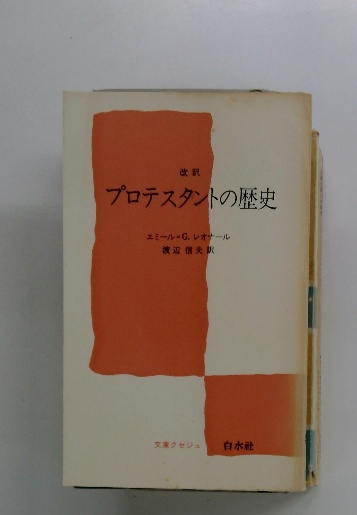 改訳
プロテスタントの歴史
エミール=G. レオナール
渡辺信夫訳
文庫クセジュ
白水社